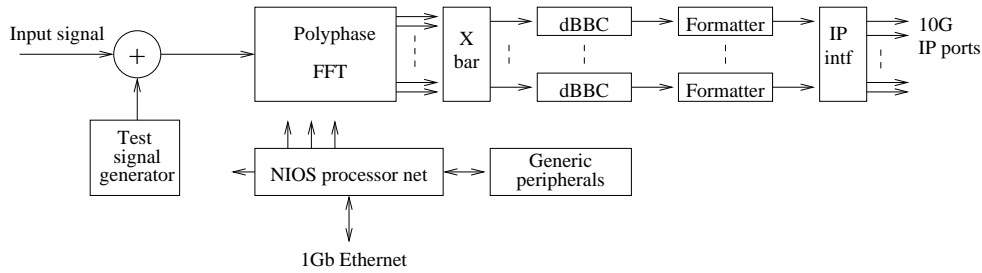 Input signal
+
Test
signal
generator
Polyphase
FFT
X
bar
dBBC
Formatter
dBBC
Formatter
IP
intf
10G
IP ports
NIOS processor net
Generic
peripherals
1Gb Ethernet